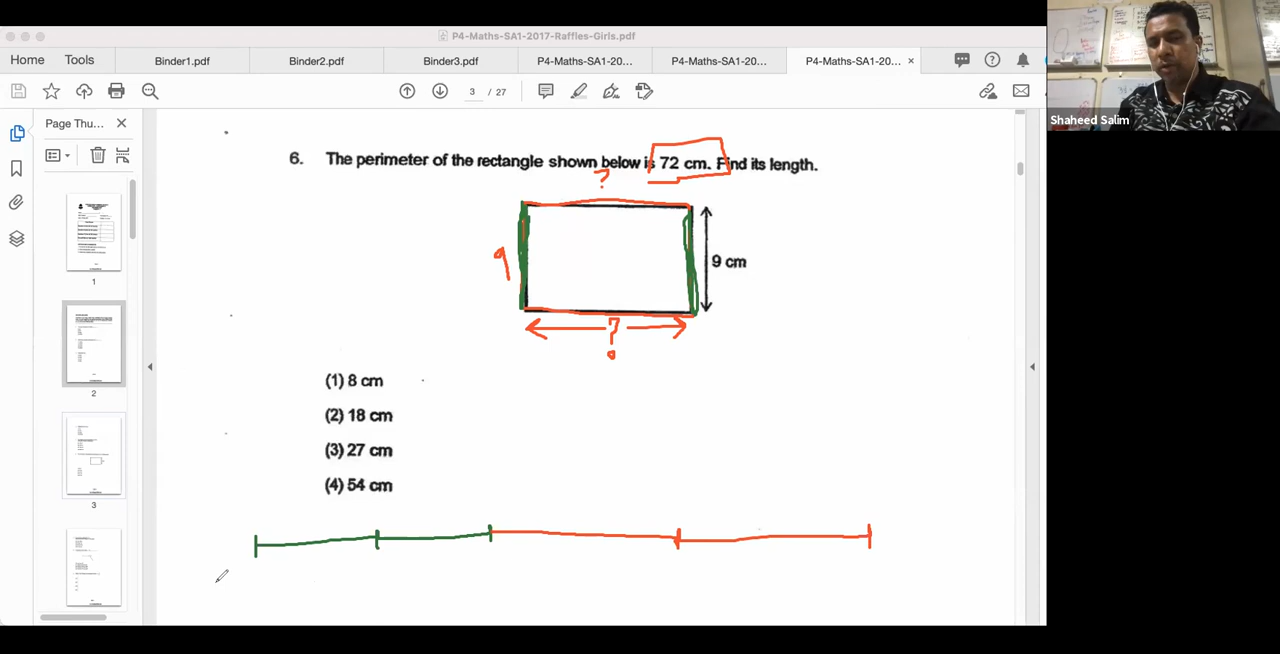 P4-Maths-SA1-2017-Raffles-Girls.pdf
Home Tools Binder1.pdf Binder2.pdf Binder3.pdf P4-Maths-SA1-20... P4-Maths-SA1-20... P4-Maths-SA1-20... ×
3 / 27
Page Thu... ×
Shaheed Salim
6. The perimeter of the rectangle shown below is 72 cm. Find its length.
?
9
9 cm
?
(1) 8 cm
(2) 18 cm
(3) 27 cm
(4) 54 cm
1
2
3